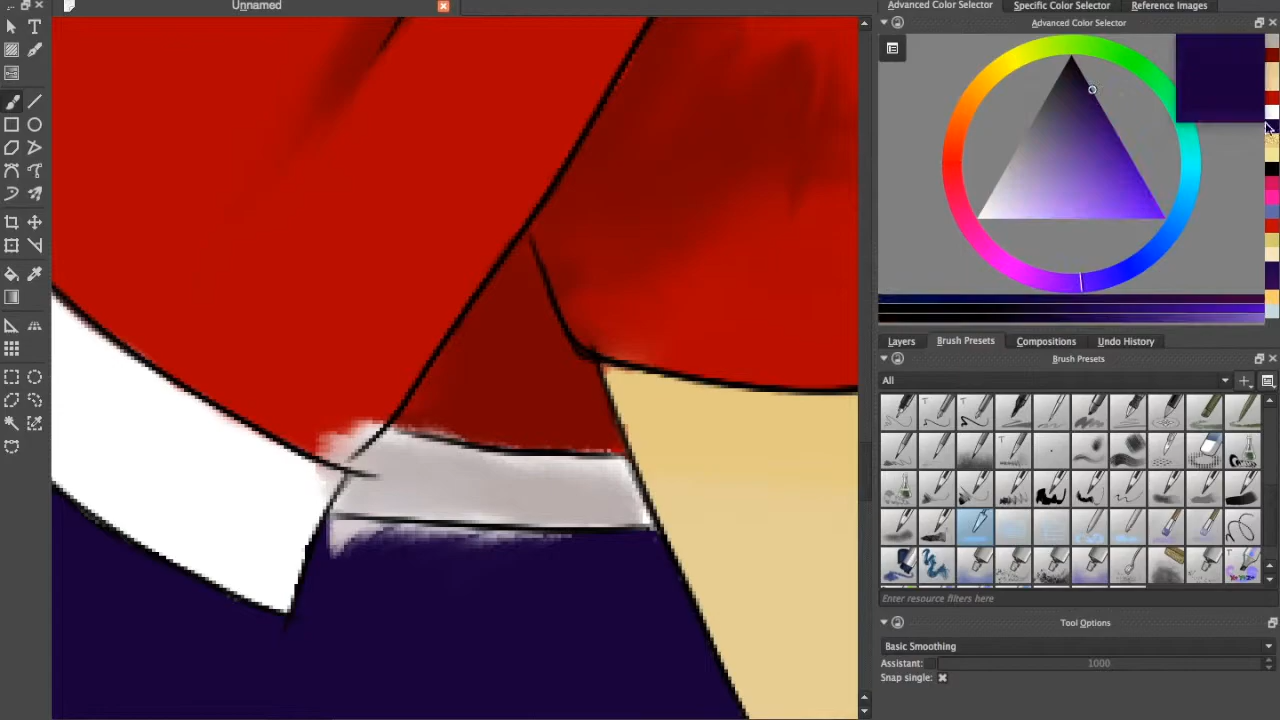 Unnamed
Advanced Color Selector
Specific Color Selector
Reference Images
Advanced Color Selector
Layers
Brush Presets
Compositions
Undo History
Brush Presets
All
Enter resource filters here
Tool Options
Basic Smoothing
Assistant:
1000
Snap single: